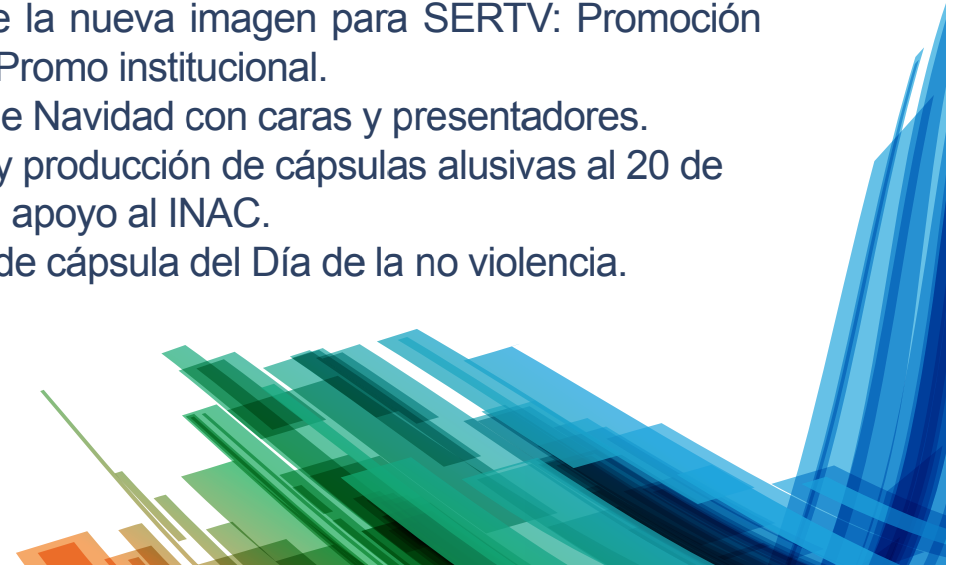 e la nueva imagen para SERTV: Promoción
Promo institucional.
e Navidad con caras y presentadores.
y producción de cápsulas alusivas al 20 de
apoyo al INAC.
de cápsula del Día de la no violencia.